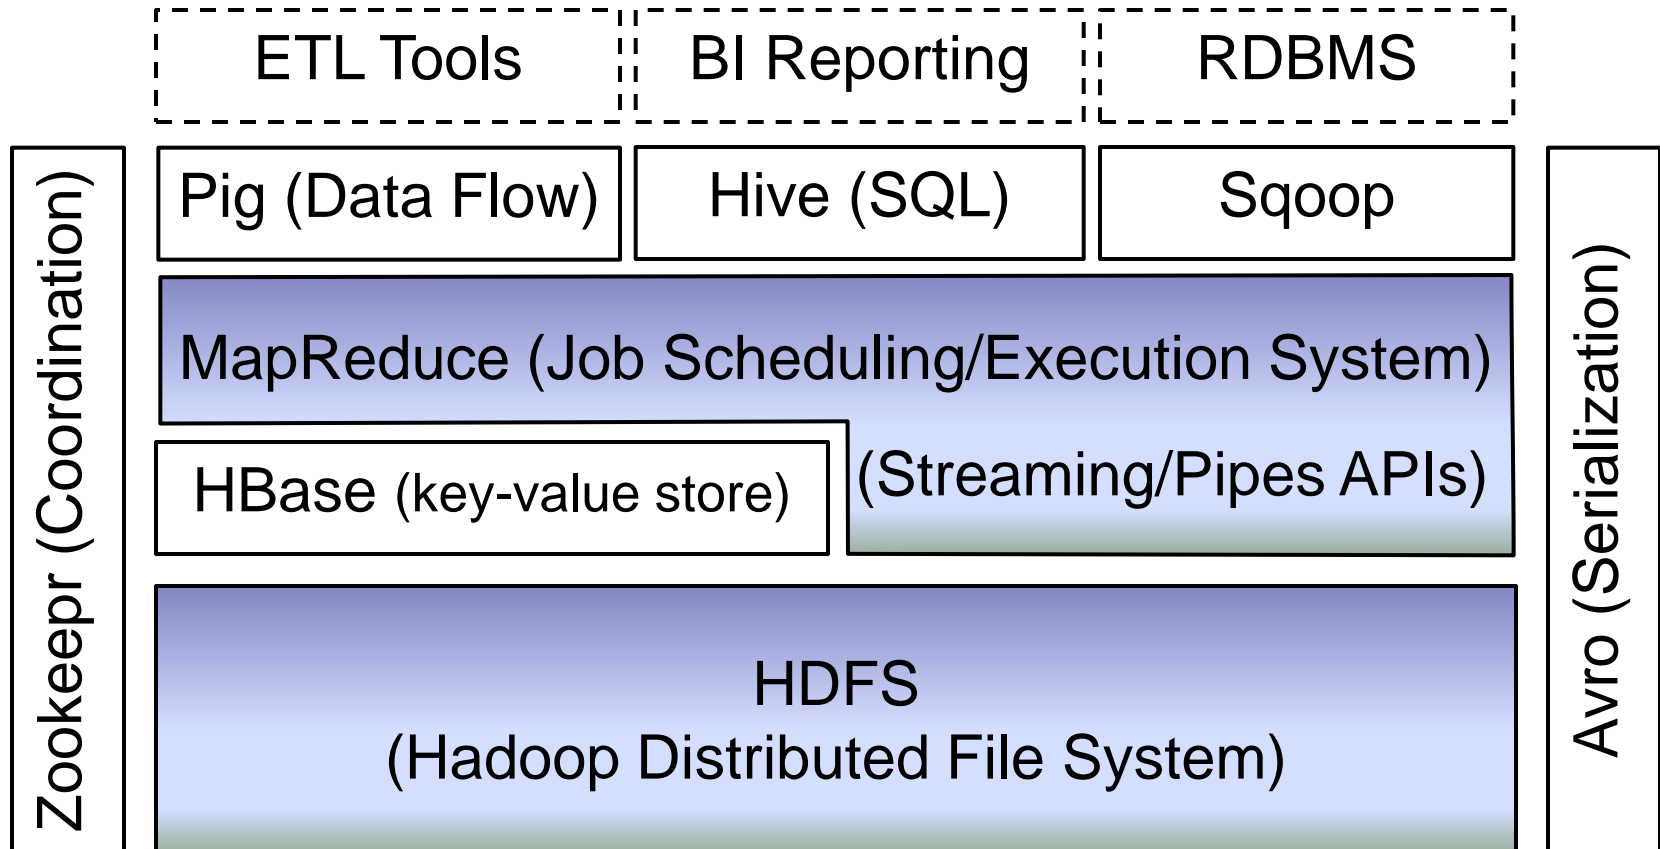 ETL Tools
BI Reporting
RDBMS
Zookeepr (Coordination)
Pig (Data Flow)
Hive (SQL)
Sqoop
Avro (Serialization)
MapReduce (Job Scheduling/Execution System)
(Streaming/Pipes APIs)
HBase (key-value store)
HDFS
(Hadoop Distributed File System)